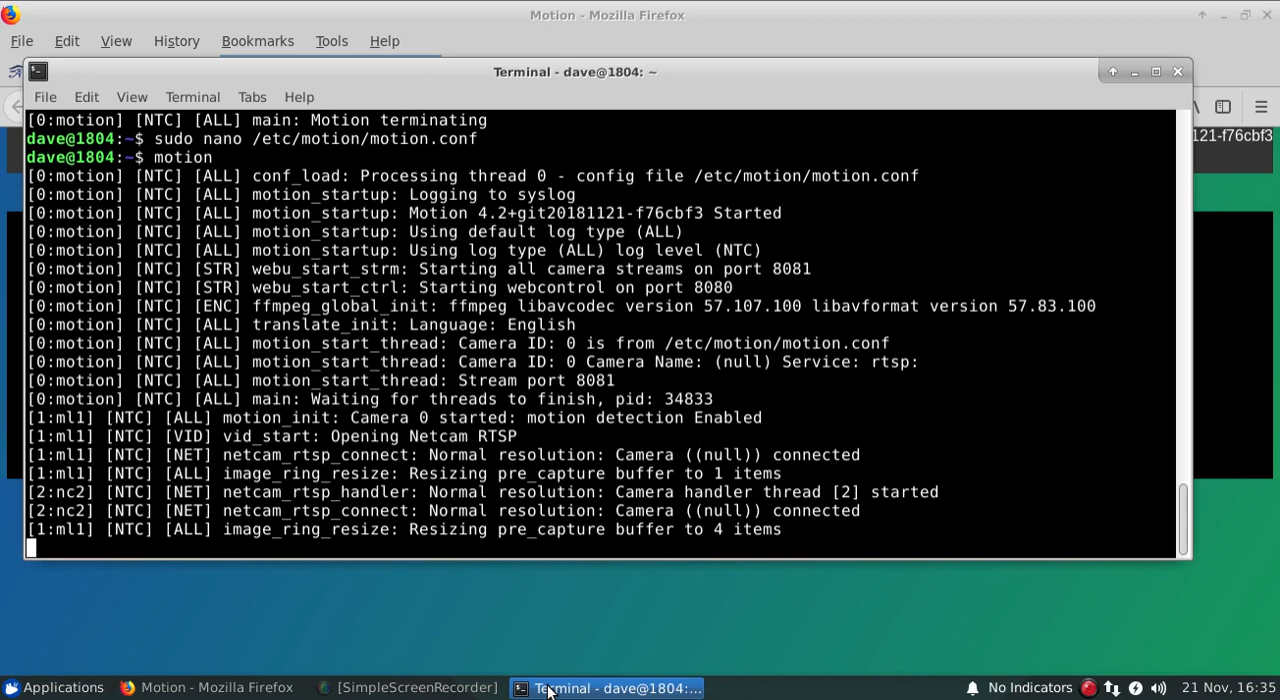 Motion - Mozilla Firefox
File Edit View History Bookmarks Tools Help
Terminal - dave@1804: ~
File Edit View Terminal Tabs Help
121-f76cbf3
[0:motion] [NTC] [ALL] main: Motion terminating
dave@1804:~$ sudo nano /etc/motion/motion.conf
dave@1804:~$ motion
[0:motion] [NTC] [ALL] conf_load: Processing thread 0 - config file /etc/motion/motion.conf
[0:motion] [NTC] [ALL] motion_startup: Logging to syslog
[0:motion] [NTC] [ALL] motion_startup: Motion 4.2+git20181121-f76cbf3 Started
[0:motion] [NTC] [ALL] motion_startup: Using default log type (ALL)
[0:motion] [NTC] [ALL] motion_startup: Using log type (ALL) log level (NTC)
[0:motion] [NTC] [STR] webu_start_strm: Starting all camera streams on port 8081
[0:motion] [NTC] [STR] webu_start_ctrl: Starting webcontrol on port 8080
[0:motion] [NTC] [ENC] ffmpeg_global_init: ffmpeg libavcodec version 57.107.100 libavformat version 57.83.100
[0:motion] [NTC] [ALL] translate_init: Language: English
[0:motion] [NTC] [ALL] motion_start_thread: Camera ID: 0 is from /etc/motion/motion.conf
[0:motion] [NTC] [ALL] motion_start_thread: Camera ID: 0 Camera Name: (null) Service: rtsp:
[0:motion] [NTC] [ALL] motion_start_thread: Stream port 8081
[0:motion] [NTC] [ALL] main: Waiting for threads to finish, pid: 34833
[1:ml1] [NTC] [ALL] motion_init: Camera 0 started: motion detection Enabled
[1:ml1] [NTC] [VID] vid_start: Opening Netcam RTSP
[1:ml1] [NTC] [NET] netcam_rtsp_connect: Normal resolution: Camera ((null)) connected
[1:ml1] [NTC] [ALL] image_ring_resize: Resizing pre_capture buffer to 1 items
[2:nc2] [NTC] [NET] netcam_rtsp_handler: Normal resolution: Camera handler thread [2] started
[2:nc2] [NTC] [NET] netcam_rtsp_connect: Normal resolution: Camera ((null)) connected
[1:ml1] [NTC] [ALL] image_ring_resize: Resizing pre_capture buffer to 4 items
Applications Motion - Mozilla Firefox [SimpleScreenRecorder] Terminal - dave@1804:... No Indicators 21 Nov, 16:35